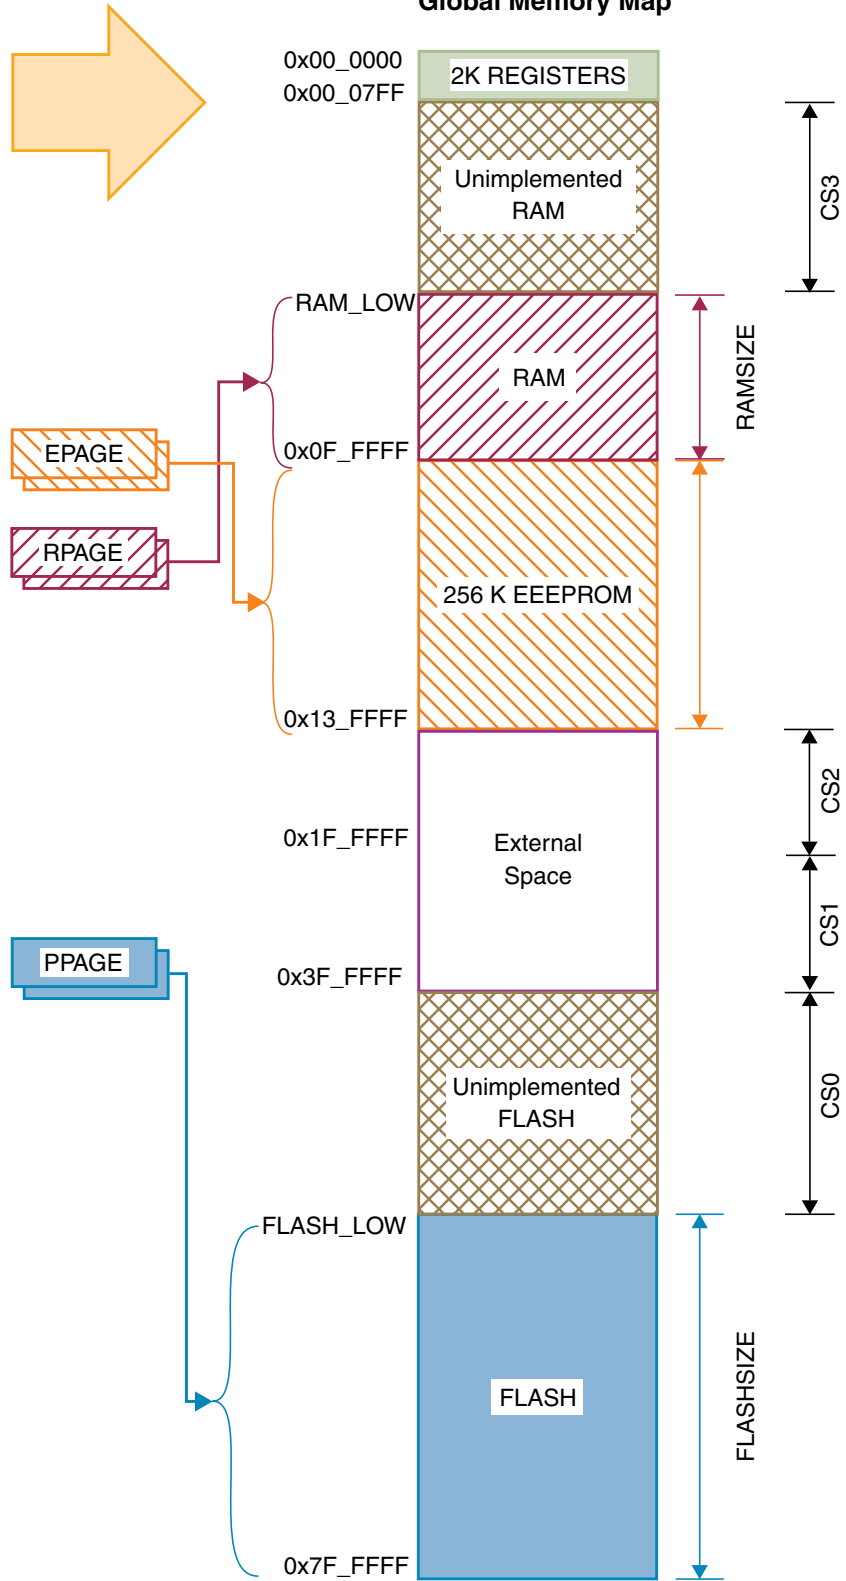 Global Memory Map
0x00_0000
2K REGISTERS
0x00_07FF
Unimplemented
RAM
CS3
RAM_LOW
RAM
RAMSIZE
0x0F_FFFF
EPAGE
RPAGE
256 K EEEPROM
0x13_FFFF
CS2
0x1F_FFFF
External
Space
CS1
PPAGE
0x3F_FFFF
Unimplemented
FLASH
CS0
FLASH_LOW
FLASH
FLASHSIZE
0x7F_FFFF